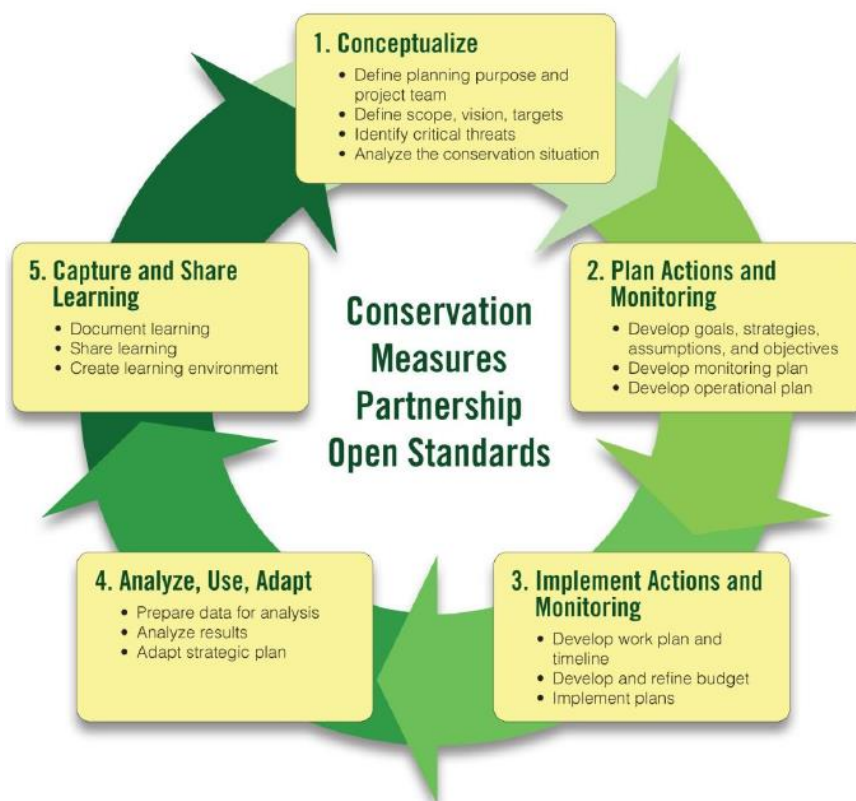 1. Conceptualize
• Define planning purpose and
project team
• Define scope, vision, targets
• Identify critical threats
• Analyze the conservation situation
2. Plan Actions and
Monitoring
• Develop goals, strategies,
assumptions, and objectives
• Develop monitoring plan
• Develop operational plan
3. Implement Actions and
Monitoring
• Develop work plan and
timeline
• Develop and refine budget
• Implement plans
4. Analyze, Use, Adapt
• Prepare data for analysis
• Analyze results
• Adapt strategic plan
5. Capture and Share
Learning
• Document learning
• Share learning
• Create learning environment
Conservation
Measures
Partnership
Open Standards